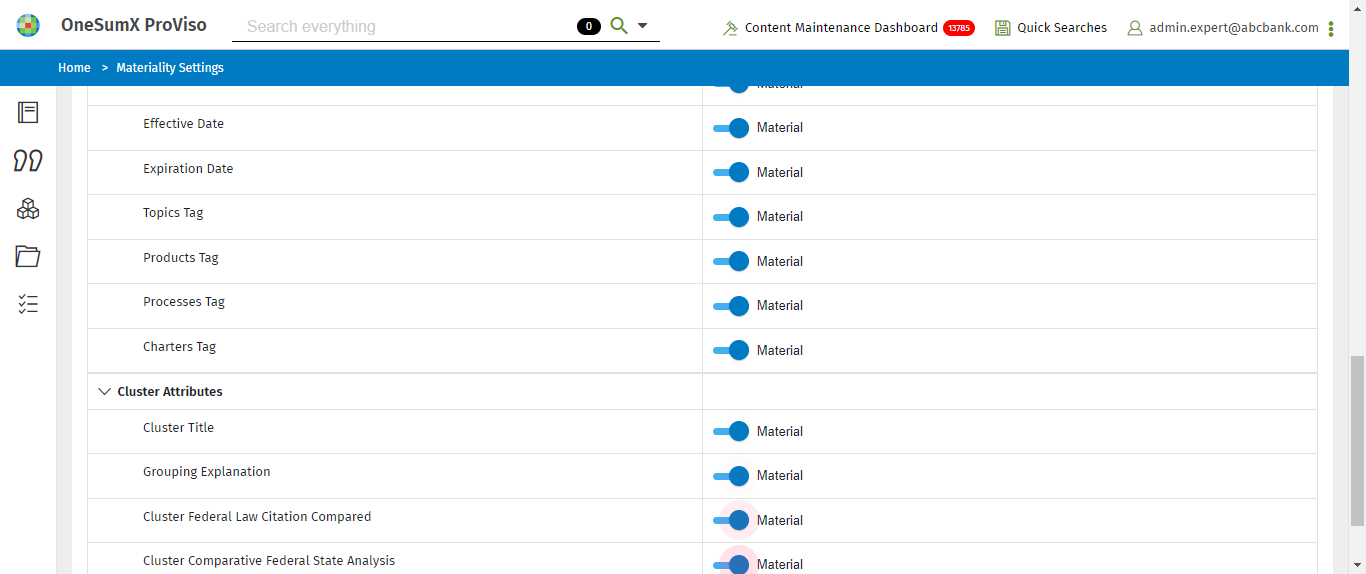 OneSumX ProViso
Search everything
0
Content Maintenance Dashboard 13785
Quick Searches
admin.expert@abcbank.com
Home > Materiality Settings
Material
Effective Date Material
Expiration Date Material
Topics Tag Material
Products Tag Material
Processes Tag Material
Charters Tag Material
Cluster Attributes
Cluster Title Material
Grouping Explanation Material
Cluster Federal Law Citation Compared Material
Cluster Comparative Federal State Analysis Material